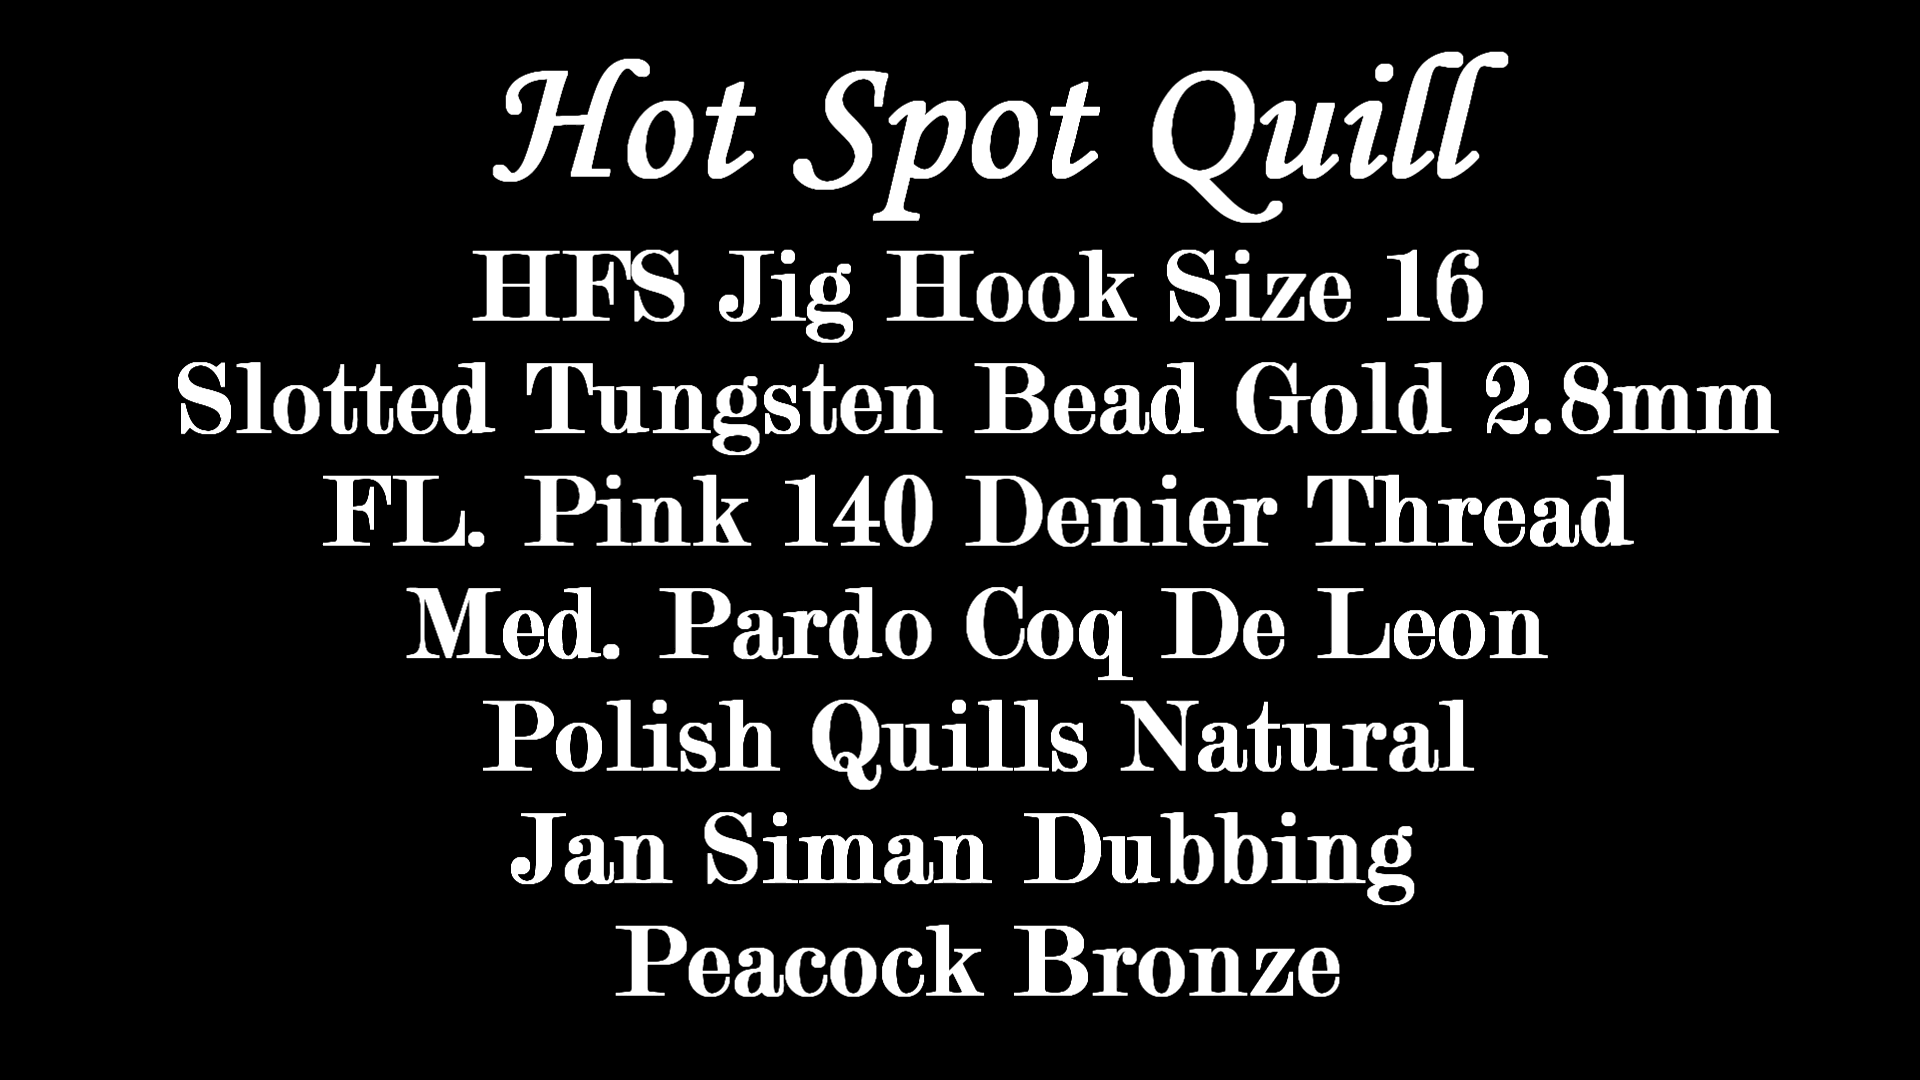 Hot Spot Quill
HFS Jig Hook Size 16
Slotted Tungsten Bead Gold 2.8mm
FL. Pink 140 Denier Thread
Med. Pardo Coq De Leon
Polish Quills Natural
Jan Siman Dubbing
Peacock Bronze